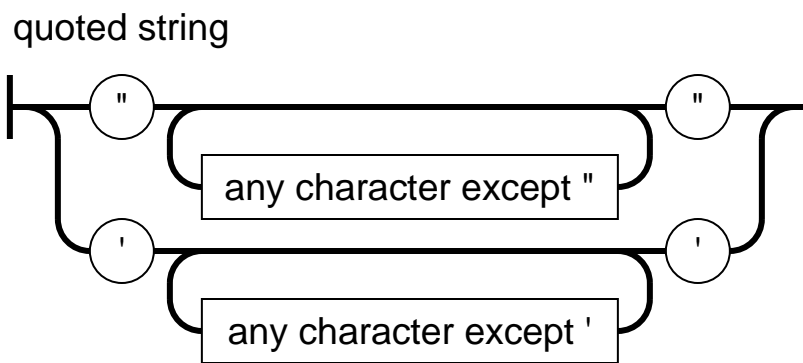 quoted string
" "
any character except "
' '
any character except '